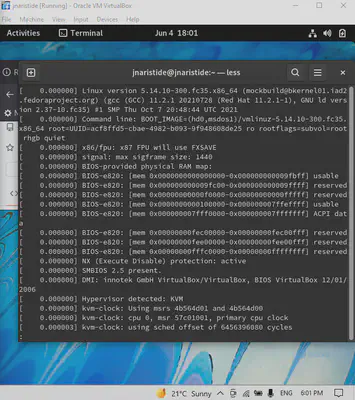 jnaristide [Running] - Oracle VM VirtualBox
File Machine View Input Devices Help
Activities Terminal Jun 4 18:01
jnaristide@jnaristide:~ — less
[    0.000000] Linux version 5.14.10-300.fc35.x86_64 (mockbuild@bkernel01.iad2
.fedoraproject.org) (gcc (GCC) 11.2.1 20210728 (Red Hat 11.2.1-1), GNU ld vers
ion 2.37-10.fc35) #1 SMP Thu Oct 7 20:48:44 UTC 2021
[    0.000000] Command line: BOOT_IMAGE=(hd0,msdos1)/vmlinuz-5.14.10-300.fc35.
x86_64 root=UUID=acf8ffd5-cbae-4982-b093-9f948608de25 ro rootflags=subvol=root
rhgb quiet
[    0.000000] x86/fpu: x87 FPU will use FXSAVE
[    0.000000] signal: max sigframe size: 1440
[    0.000000] BIOS-provided physical RAM map:
[    0.000000] BIOS-e820: [mem 0x0000000000000000-0x000000000009fbff] usable
[    0.000000] BIOS-e820: [mem 0x000000000009fc00-0x000000000009ffff] reserved
[    0.000000] BIOS-e820: [mem 0x00000000000f0000-0x00000000000fffff] reserved
[    0.000000] BIOS-e820: [mem 0x0000000000100000-0x000000007ffeffff] usable
[    0.000000] BIOS-e820: [mem 0x000000007fff0000-0x000000007fffffff] ACPI dat
a
[    0.000000] BIOS-e820: [mem 0x00000000fec00000-0x00000000fec00fff] reserved
[    0.000000] BIOS-e820: [mem 0x00000000fee00000-0x00000000fee00fff] reserved
[    0.000000] BIOS-e820: [mem 0x00000000fffc0000-0x00000000ffffffff] reserved
[    0.000000] NX (Execute Disable) protection: active
[    0.000000] SMBIOS 2.5 present.
[    0.000000] DMI: innotek GmbH VirtualBox/VirtualBox, BIOS VirtualBox 12/01/
2006
[    0.000000] Hypervisor detected: KVM
[    0.000000] kvm-clock: Using msrs 4b564d01 and 4b564d00
[    0.000000] kvm-clock: cpu 0, msr 57c01001, primary cpu clock
[    0.000003] kvm-clock: using sched offset of 6456396880 cycles
:
21°C Sunny ENG 6:01 PM